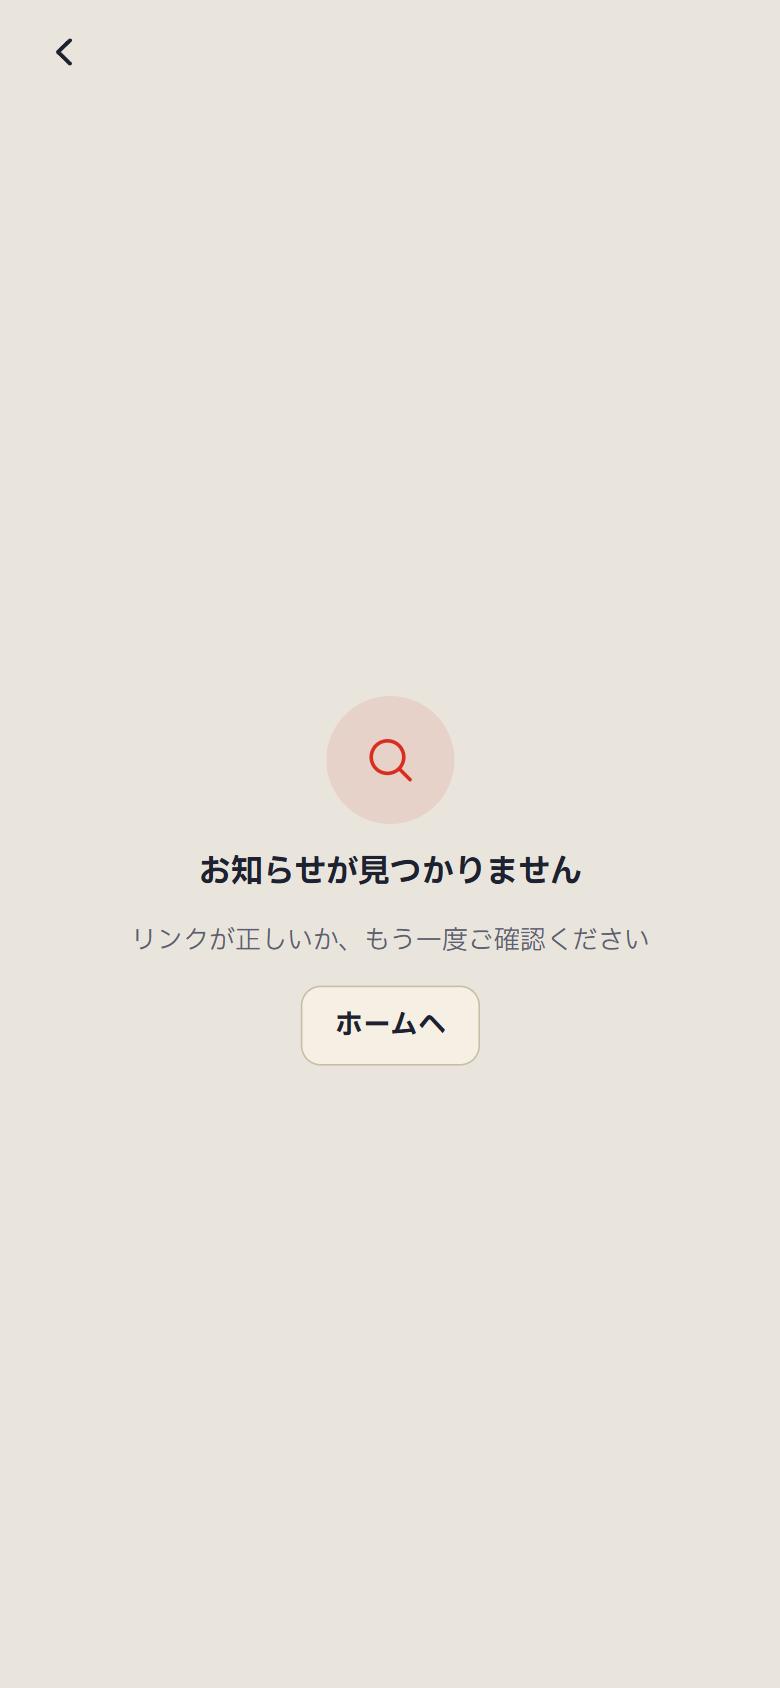 お知らせが見つかりません
リンクが正しいか、もう一度ご確認ください
ホームへ